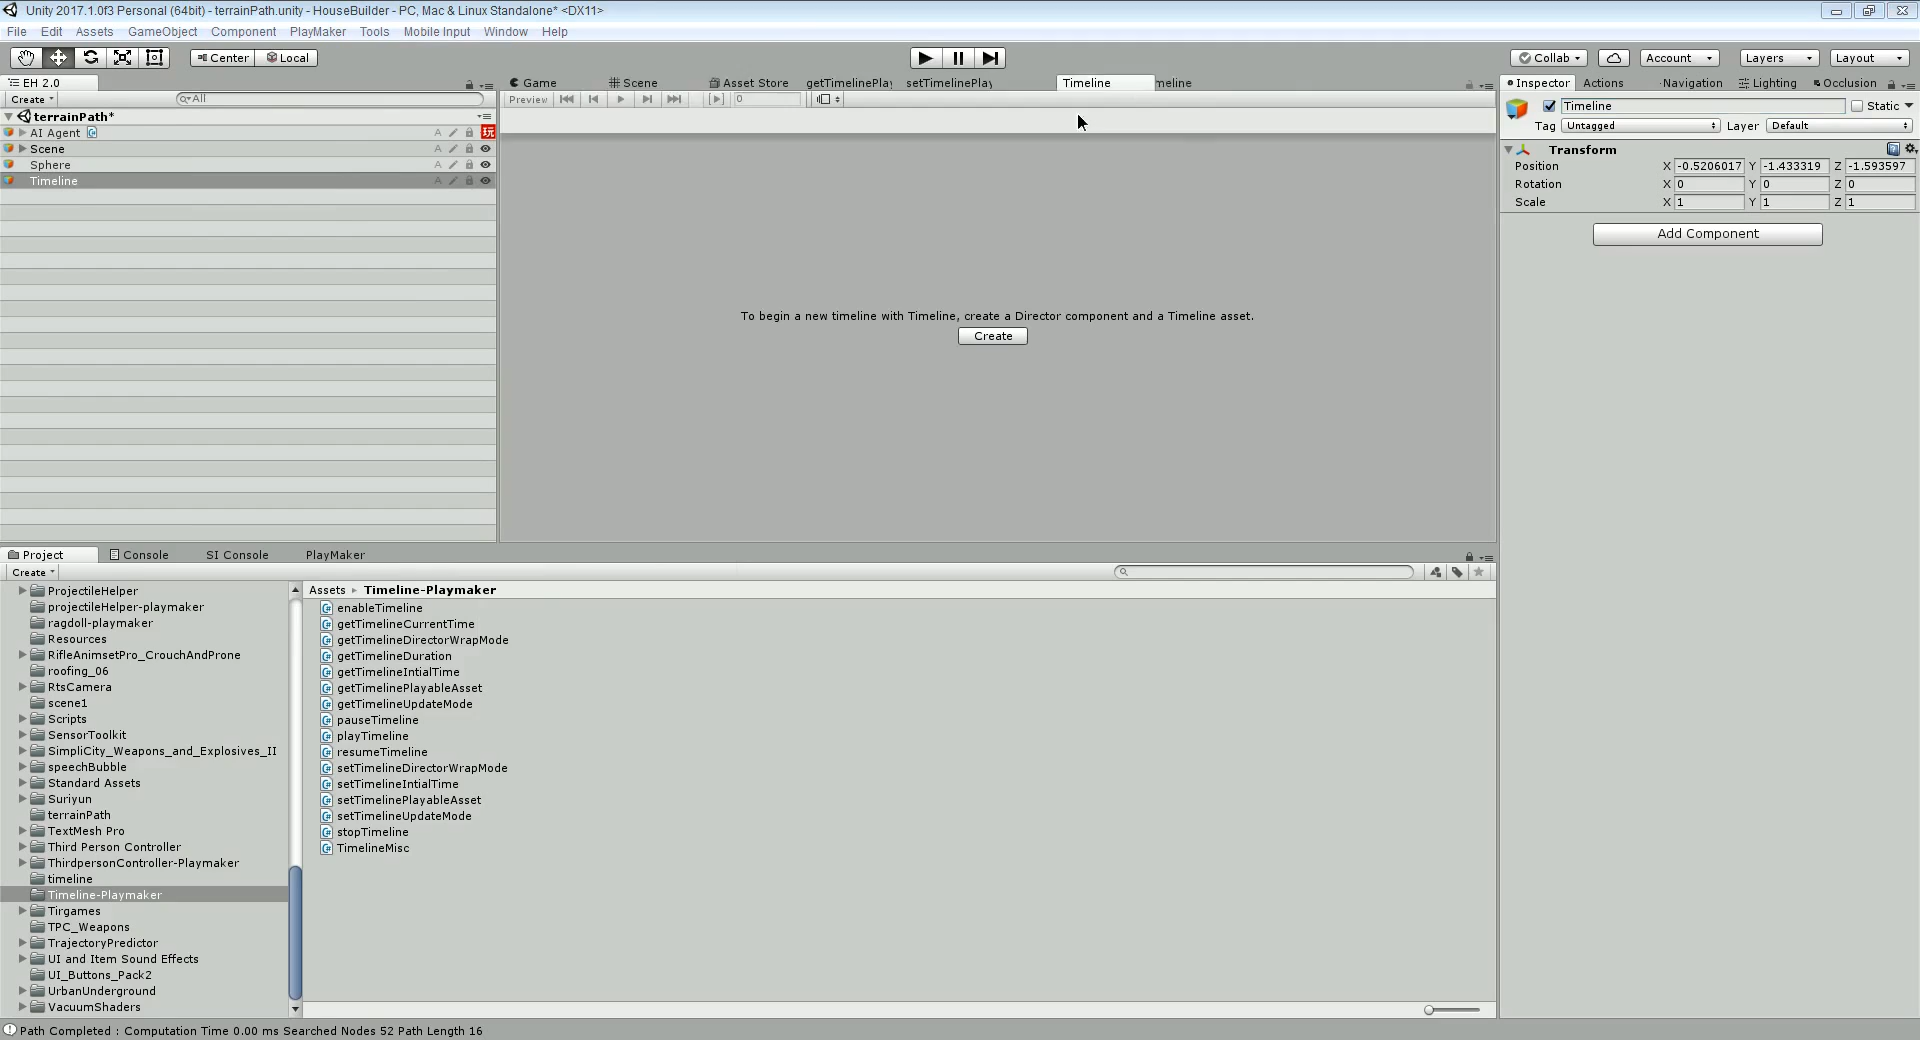 Unity 2017.1.0f3 Personal (64bit) - terrainPath.unity - HouseBuilder - PC, Mac & Linux Standalone* <DX11>
File Edit Assets GameObject Component PlayMaker Tools Mobile Input Window Help
Center Local Collab Account Layers Layout
EH 2.0 Game Scene Asset Store getTimelinePlay setTimelinePlay Timeline meline Inspector Actions Navigation Lighting Occlusion
Create All Preview 0 Timeline Static
terrainPath*
Tag Untagged Layer Default
AI Agent A 玩
Scene A Transform
Sphere A Position X -0.5206017 Y -1.433319 Z -1.593597
Timeline A Rotation X 0 Y 0 Z 0
Scale X 1 Y 1 Z 1
Add Component
To begin a new timeline with Timeline, create a Director component and a Timeline asset.
Create
Project Console SI Console PlayMaker
Create
Assets Timeline-Playmaker
ProjectileHelper
projectileHelper-playmaker
ragdoll-playmaker
Resources
RifleAnimsetPro_CrouchAndProne
roofing_06
RtsCamera
scene1
Scripts
SensorToolkit
SimpliCity_Weapons_and_Explosives_II
speechBubble
Standard Assets
Suriyun
terrainPath
TextMesh Pro
Third Person Controller
ThirdpersonController-Playmaker
timeline
Timeline-Playmaker
Tirgames
TPC_Weapons
TrajectoryPredictor
UI and Item Sound Effects
UI_Buttons_Pack2
UrbanUnderground
VacuumShaders
enableTimeline
getTimelineCurrentTime
getTimelineDirectorWrapMode
getTimelineDuration
getTimelineIntialTime
getTimelinePlayableAsset
getTimelineUpdateMode
pauseTimeline
playTimeline
resumeTimeline
setTimelineDirectorWrapMode
setTimelineIntialTime
setTimelinePlayableAsset
setTimelineUpdateMode
stopTimeline
TimelineMisc
Path Completed : Computation Time 0.00 ms Searched Nodes 52 Path Length 16